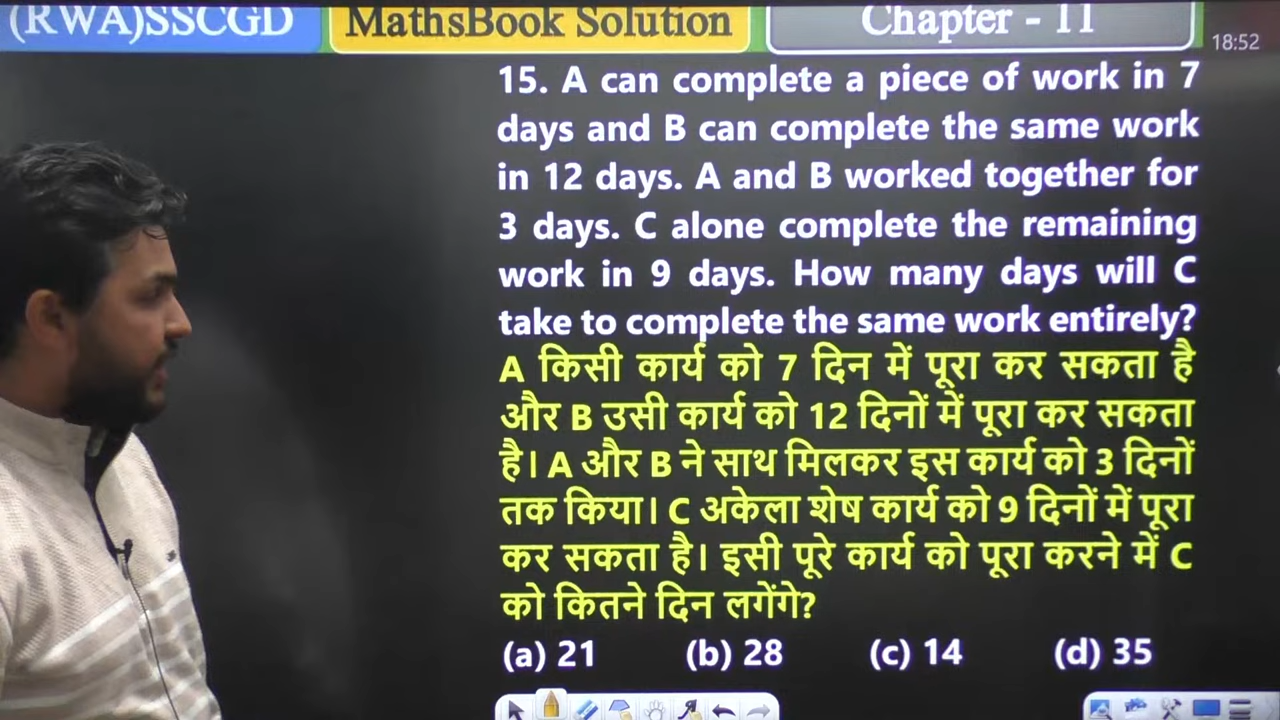 (RWA)SSCGD MathsBook Solution Chapter - 11
18:52
15. A can complete a piece of work in 7
days and B can complete the same work
in 12 days. A and B worked together for
3 days. C alone complete the remaining
work in 9 days. How many days will C
take to complete the same work entirely?
A किसी कार्य को 7 दिन में पूरा कर सकता है
और B उसी कार्य को 12 दिनों में पूरा कर सकता
है। A और B ने साथ मिलकर इस कार्य को 3 दिनों
तक किया। C अकेला शेष कार्य को 9 दिनों में पूरा
कर सकता है। इसी पूरे कार्य को पूरा करने में C
को कितने दिन लगेंगे?
(a) 21 (b) 28 (c) 14 (d) 35